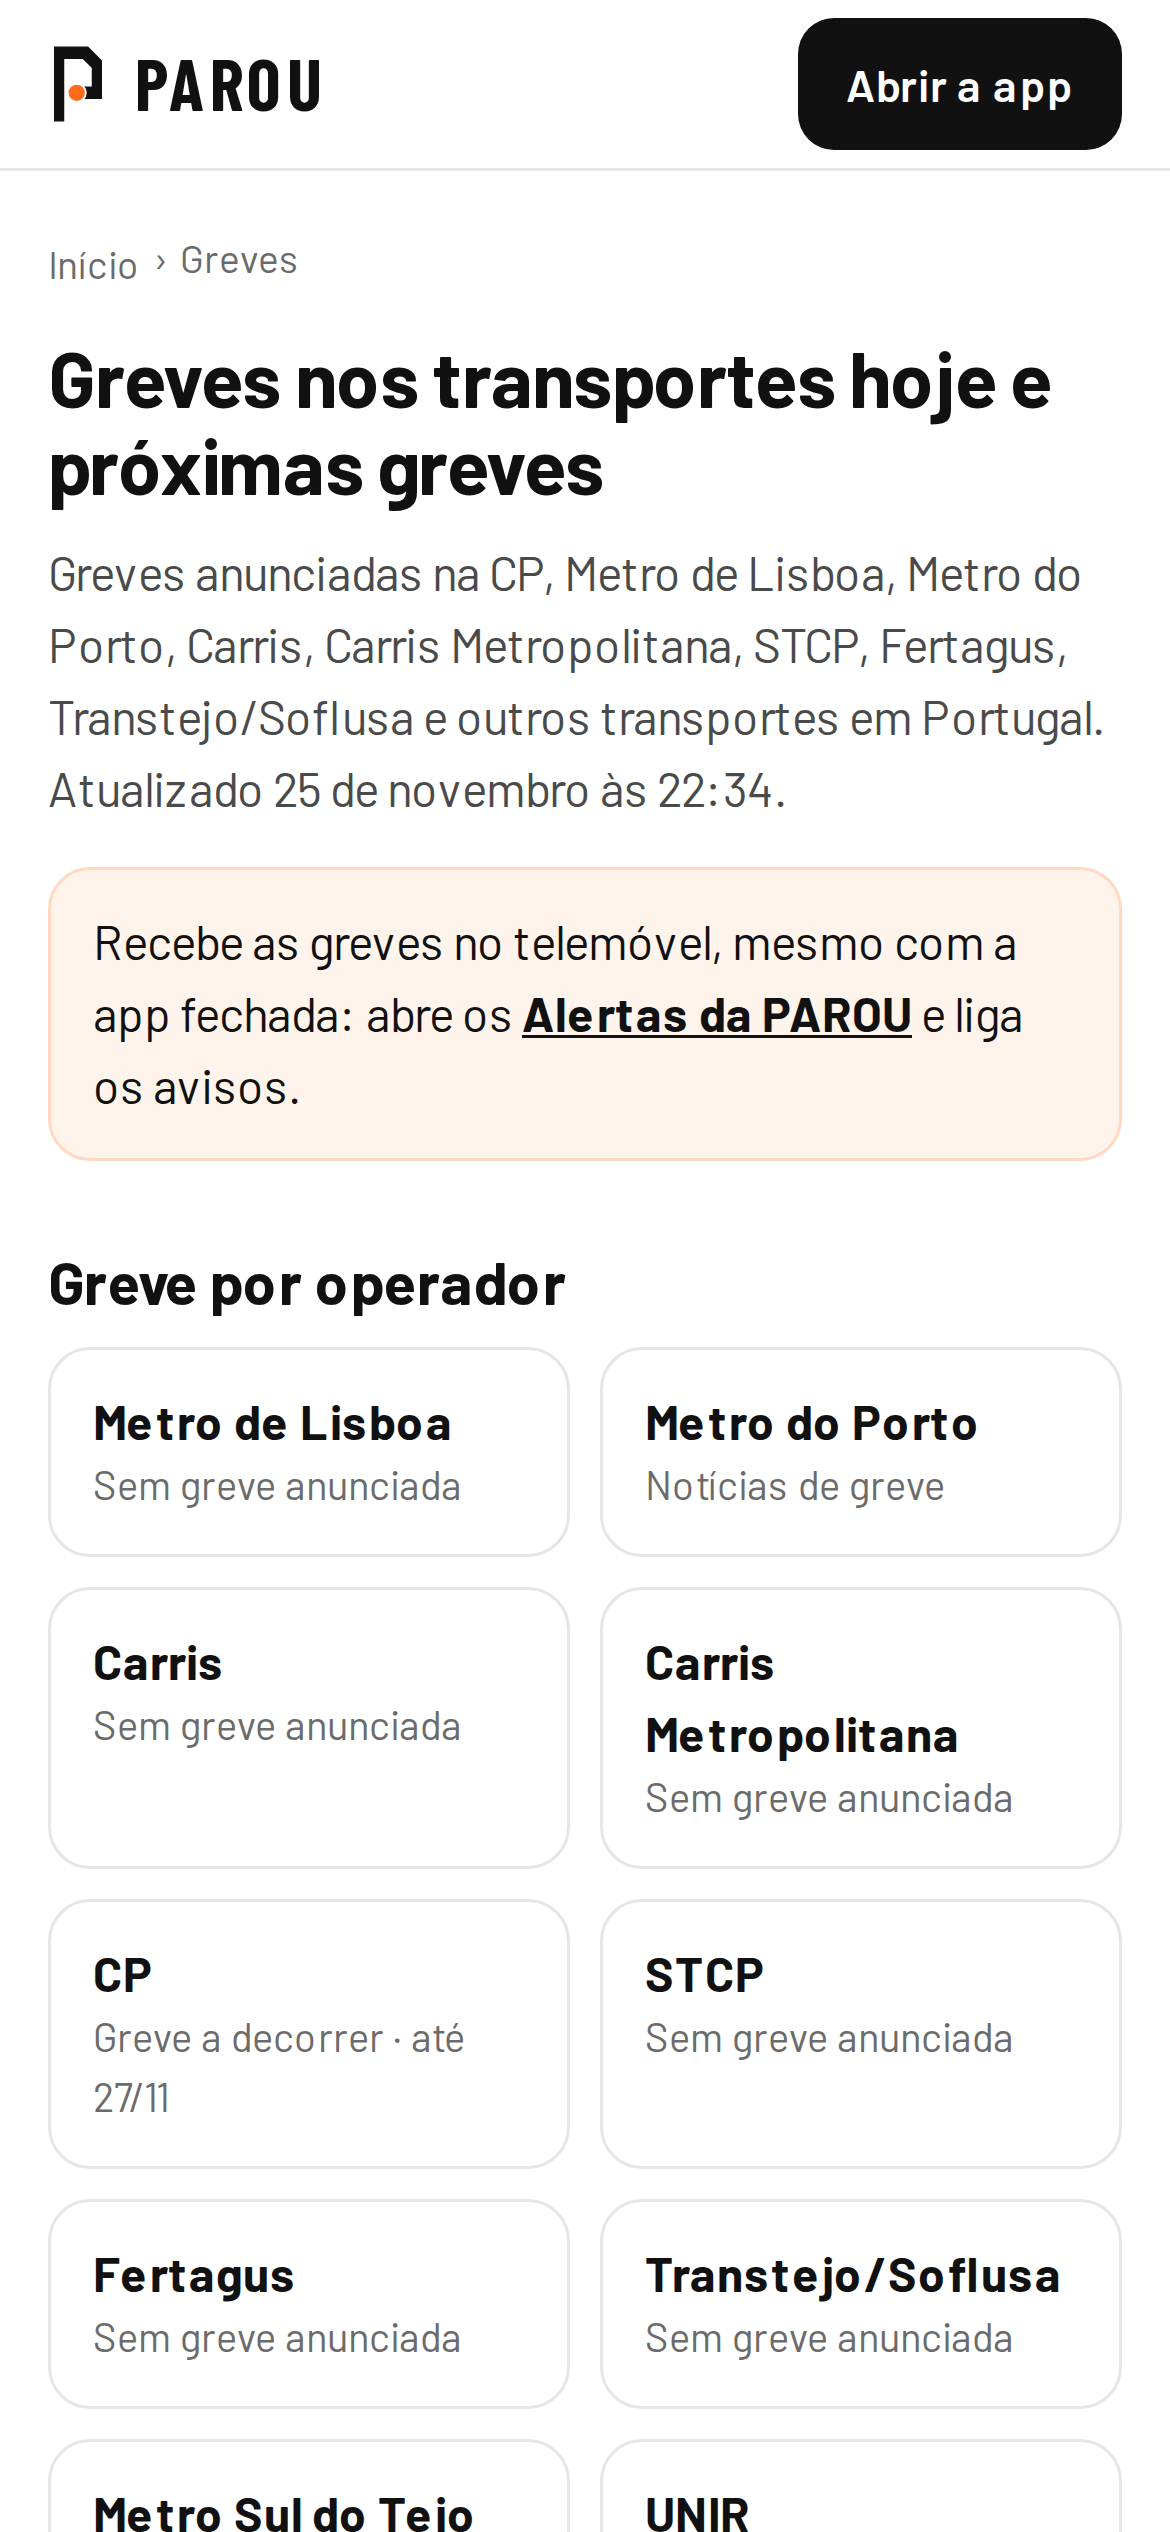 PAROU
Abrir a app
Início › Greves
Greves nos transportes hoje e
próximas greves
Greves anunciadas na CP, Metro de Lisboa, Metro do
Porto, Carris, Carris Metropolitana, STCP, Fertagus,
Transtejo/Soflusa e outros transportes em Portugal.
Atualizado 25 de novembro às 22:34.
Recebe as greves no telemóvel, mesmo com a
app fechada: abre os Alertas da PAROU e liga
os avisos.
Greve por operador
Metro de Lisboa
Sem greve anunciada
Metro do Porto
Notícias de greve
Carris
Sem greve anunciada
Carris
Metropolitana
Sem greve anunciada
CP
Greve a decorrer · até
27/11
STCP
Sem greve anunciada
Fertagus
Sem greve anunciada
Transtejo/Soflusa
Sem greve anunciada
Metro Sul do Tejo
UNIR